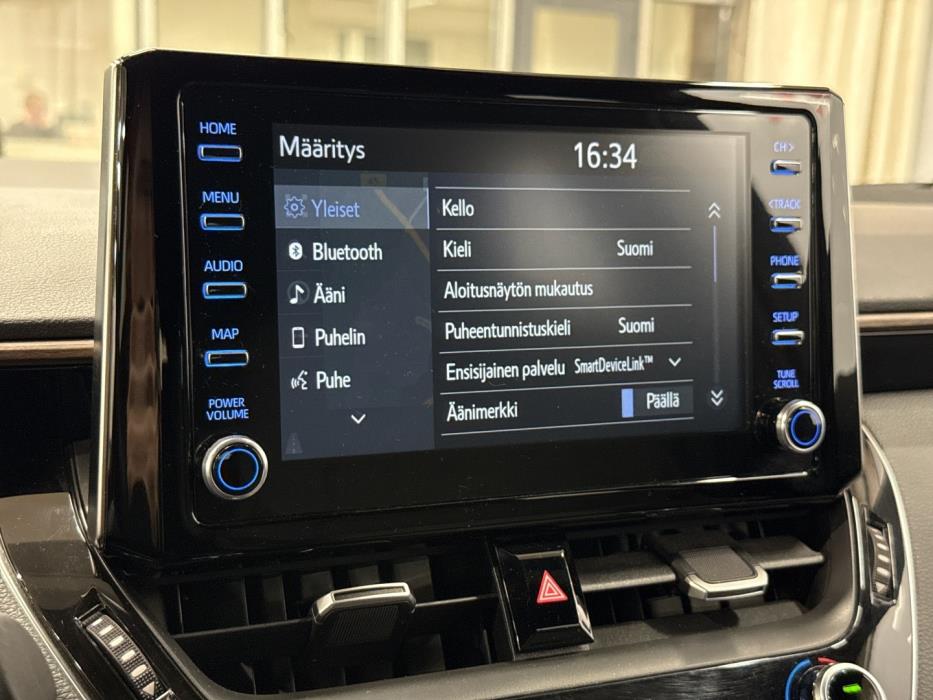 HOME
MENU
AUDIO
MAP
POWER
VOLUME
Määritys
16:34
Yleiset
Bluetooth
Ääni
Puhelin
Puhe
Kello
Kieli Suomi
Aloitusnäytön mukautus
Puheentunnistuskieli Suomi
Ensisijainen palvelu SmartDeviceLink™
Äänimerkki Päällä
CH >
< TRACK
PHONE
SETUP
TUNE
SCROLL